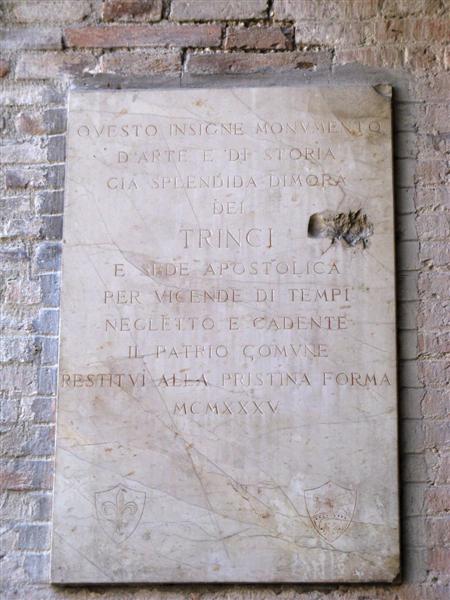 QVESTO INSIGNE MONVMENTO
D'ARTE E DI STORIA
GIA SPLENDIDA DIMORA
DEI
TRINCI
E SEDE APOSTOLICA
PER VICENDE DI TEMPI
NEGLETTO E CADENTE
IL PATRIO COMVNE
RESTITVI ALLA PRISTINA FORMA
MCMXXXV